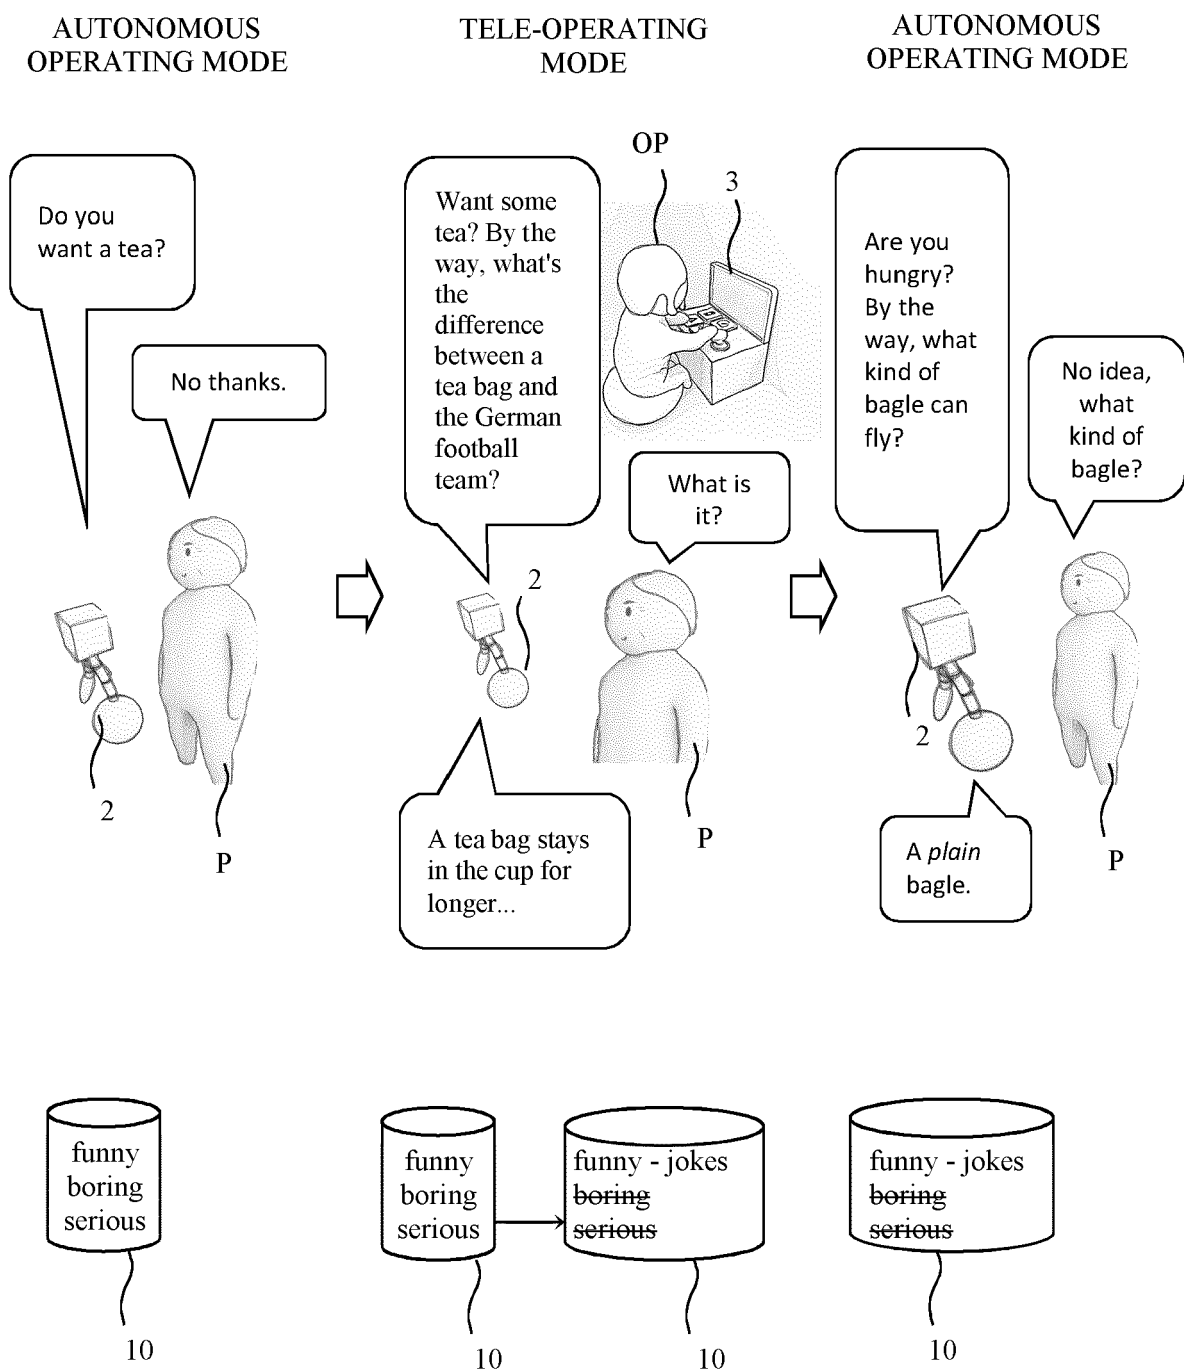 AUTONOMOUS
OPERATING MODE
TELE-OPERATING
MODE
AUTONOMOUS
OPERATING MODE
Do you
want a tea?
No thanks.
2
P
OP
3
Want some
tea? By the
way, what's
the
difference
between a
tea bag and
the German
football
team?
What is
it?
2
A tea bag stays
in the cup for
longer...
P
Are you
hungry?
By the
way, what
kind of
bagle can
fly?
No idea,
what
kind of
bagle?
2
A plain
bagle.
P
funny
boring
serious
10
funny
boring
serious
10
funny - jokes
boring
serious
10
funny - jokes
boring
serious
10